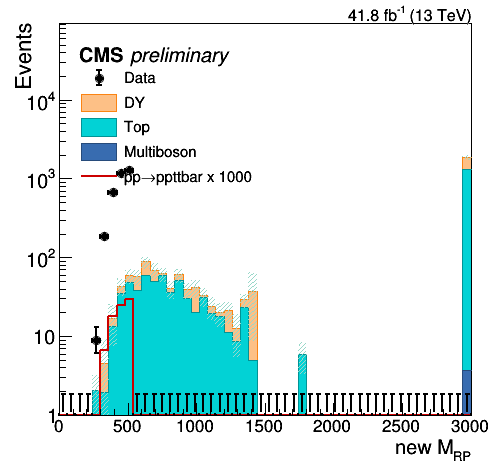 41.8 fb⁻¹ (13 TeV)
Events
CMS preliminary
Data
DY
Top
Multiboson
pp→ppttbar x 1000
10⁴
10³
10²
10
1
0 500 1000 1500 2000 2500 3000
new M_RP